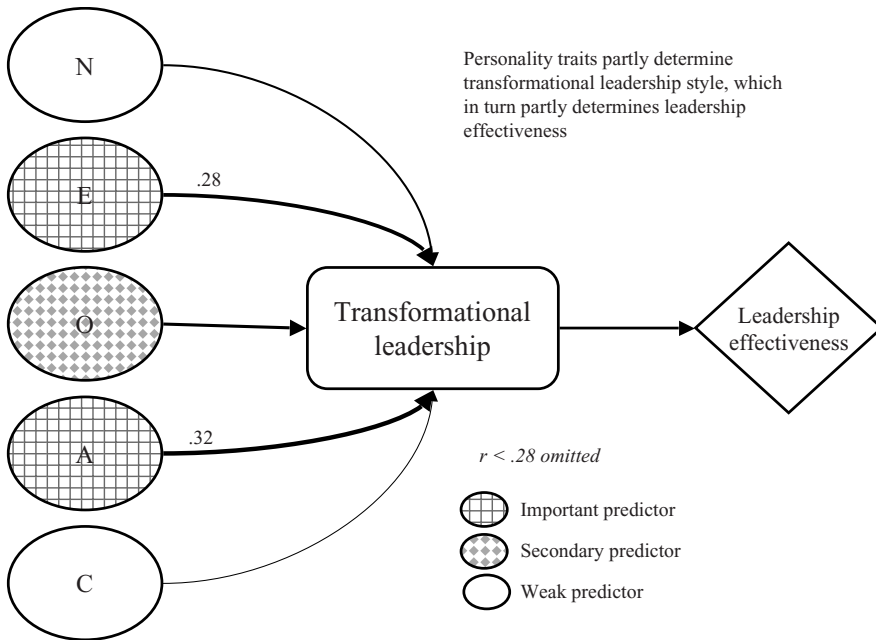 N
Personality traits partly determine
transformational leadership style, which
in turn partly determines leadership
effectiveness
E
.28
O
Transformational
leadership
Leadership
effectiveness
A
.32
r < .28 omitted
Important predictor
Secondary predictor
C
Weak predictor